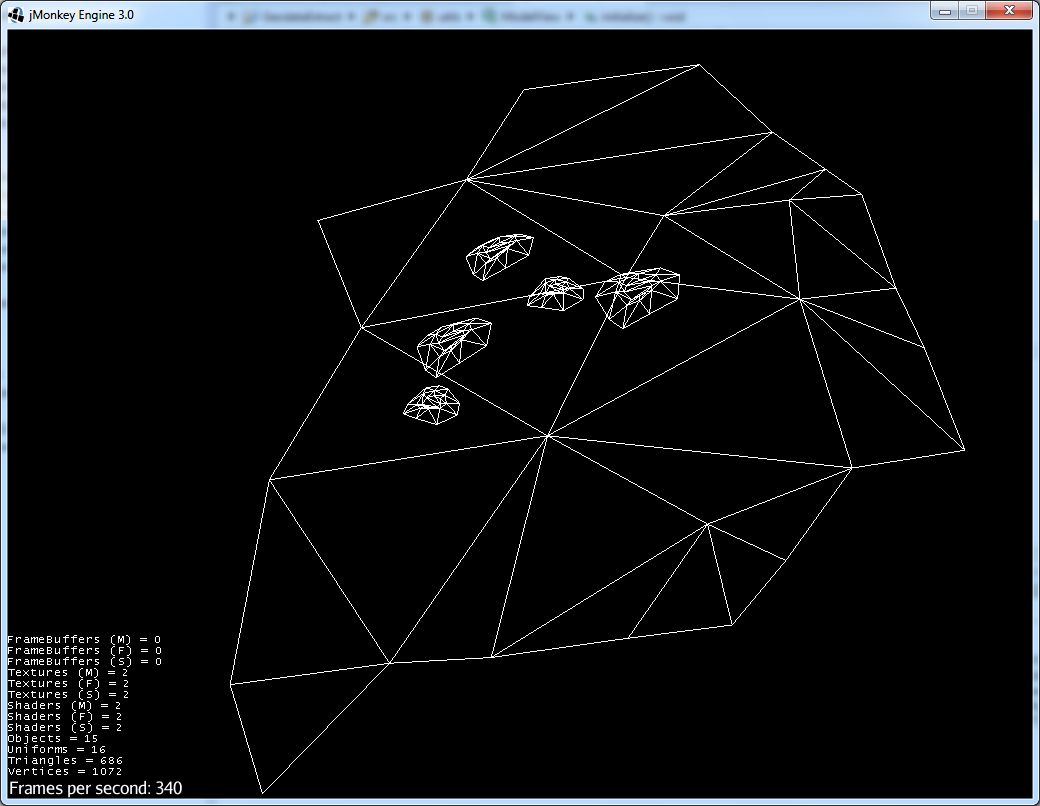 jMonkey Engine 3.0
FrameBuffers (M) = 0
FrameBuffers (F) = 0
FrameBuffers (S) = 0
Textures (M) = 2
Textures (F) = 2
Textures (S) = 2
Shaders (M) = 2
Shaders (F) = 2
Shaders (S) = 2
Objects = 15
Uniforms = 16
Triangles = 686
Vertices = 1072
Frames per second: 340